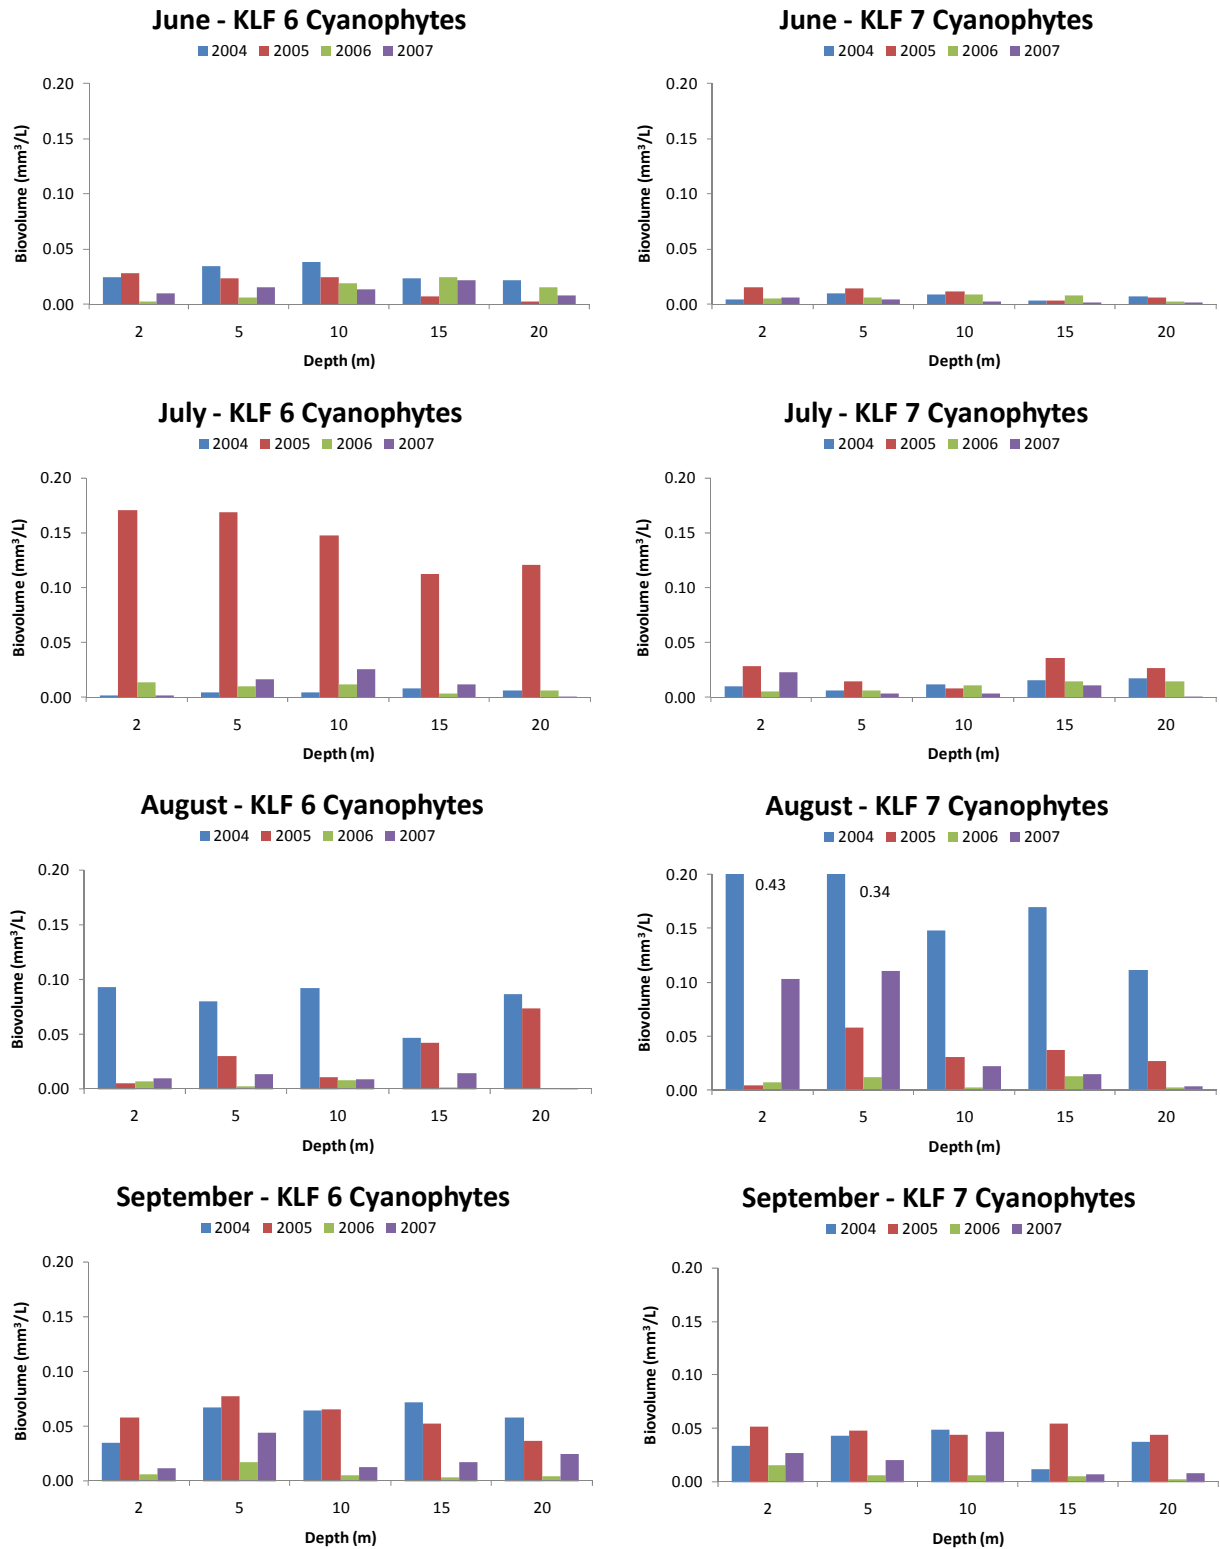 June - KLF 6 Cyanophytes
2004 2005 2006 2007
0.20
0.15
0.10
0.05
0.00
Biovolume (mm³/L)
2 5 10 15 20
Depth (m)
June - KLF 7 Cyanophytes
2004 2005 2006 2007
0.20
0.15
0.10
0.05
0.00
Biovolume (mm³/L)
2 5 10 15 20
Depth (m)
July - KLF 6 Cyanophytes
2004 2005 2006 2007
0.20
0.15
0.10
0.05
0.00
Biovolume (mm³/L)
2 5 10 15 20
Depth (m)
July - KLF 7 Cyanophytes
2004 2005 2006 2007
0.20
0.15
0.10
0.05
0.00
Biovolume (mm³/L)
2 5 10 15 20
Depth (m)
August - KLF 6 Cyanophytes
2004 2005 2006 2007
0.20
0.15
0.10
0.05
0.00
Biovolume (mm³/L)
2 5 10 15 20
Depth (m)
August - KLF 7 Cyanophytes
2004 2005 2006 2007
0.20
0.15
0.10
0.05
0.00
Biovolume (mm³/L)
0.43
0.34
2 5 10 15 20
Depth (m)
September - KLF 6 Cyanophytes
2004 2005 2006 2007
0.20
0.15
0.10
0.05
0.00
Biovolume (mm³/L)
2 5 10 15 20
Depth (m)
September - KLF 7 Cyanophytes
2004 2005 2006 2007
0.20
0.15
0.10
0.05
0.00
Biovolume (mm³/L)
2 5 10 15 20
Depth (m)